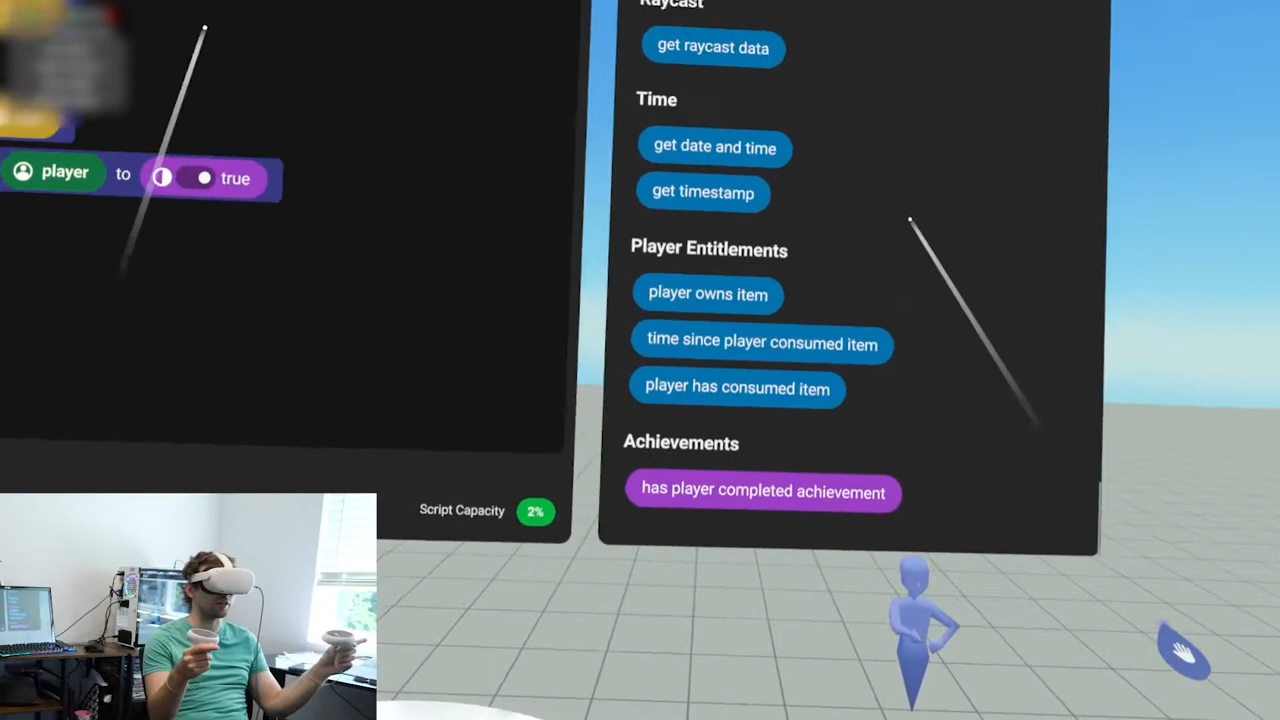 player to true
Script Capacity 2%
Raycast
get raycast data
Time
get date and time
get timestamp
Player Entitlements
player owns item
time since player consumed item
player has consumed item
Achievements
has player completed achievement